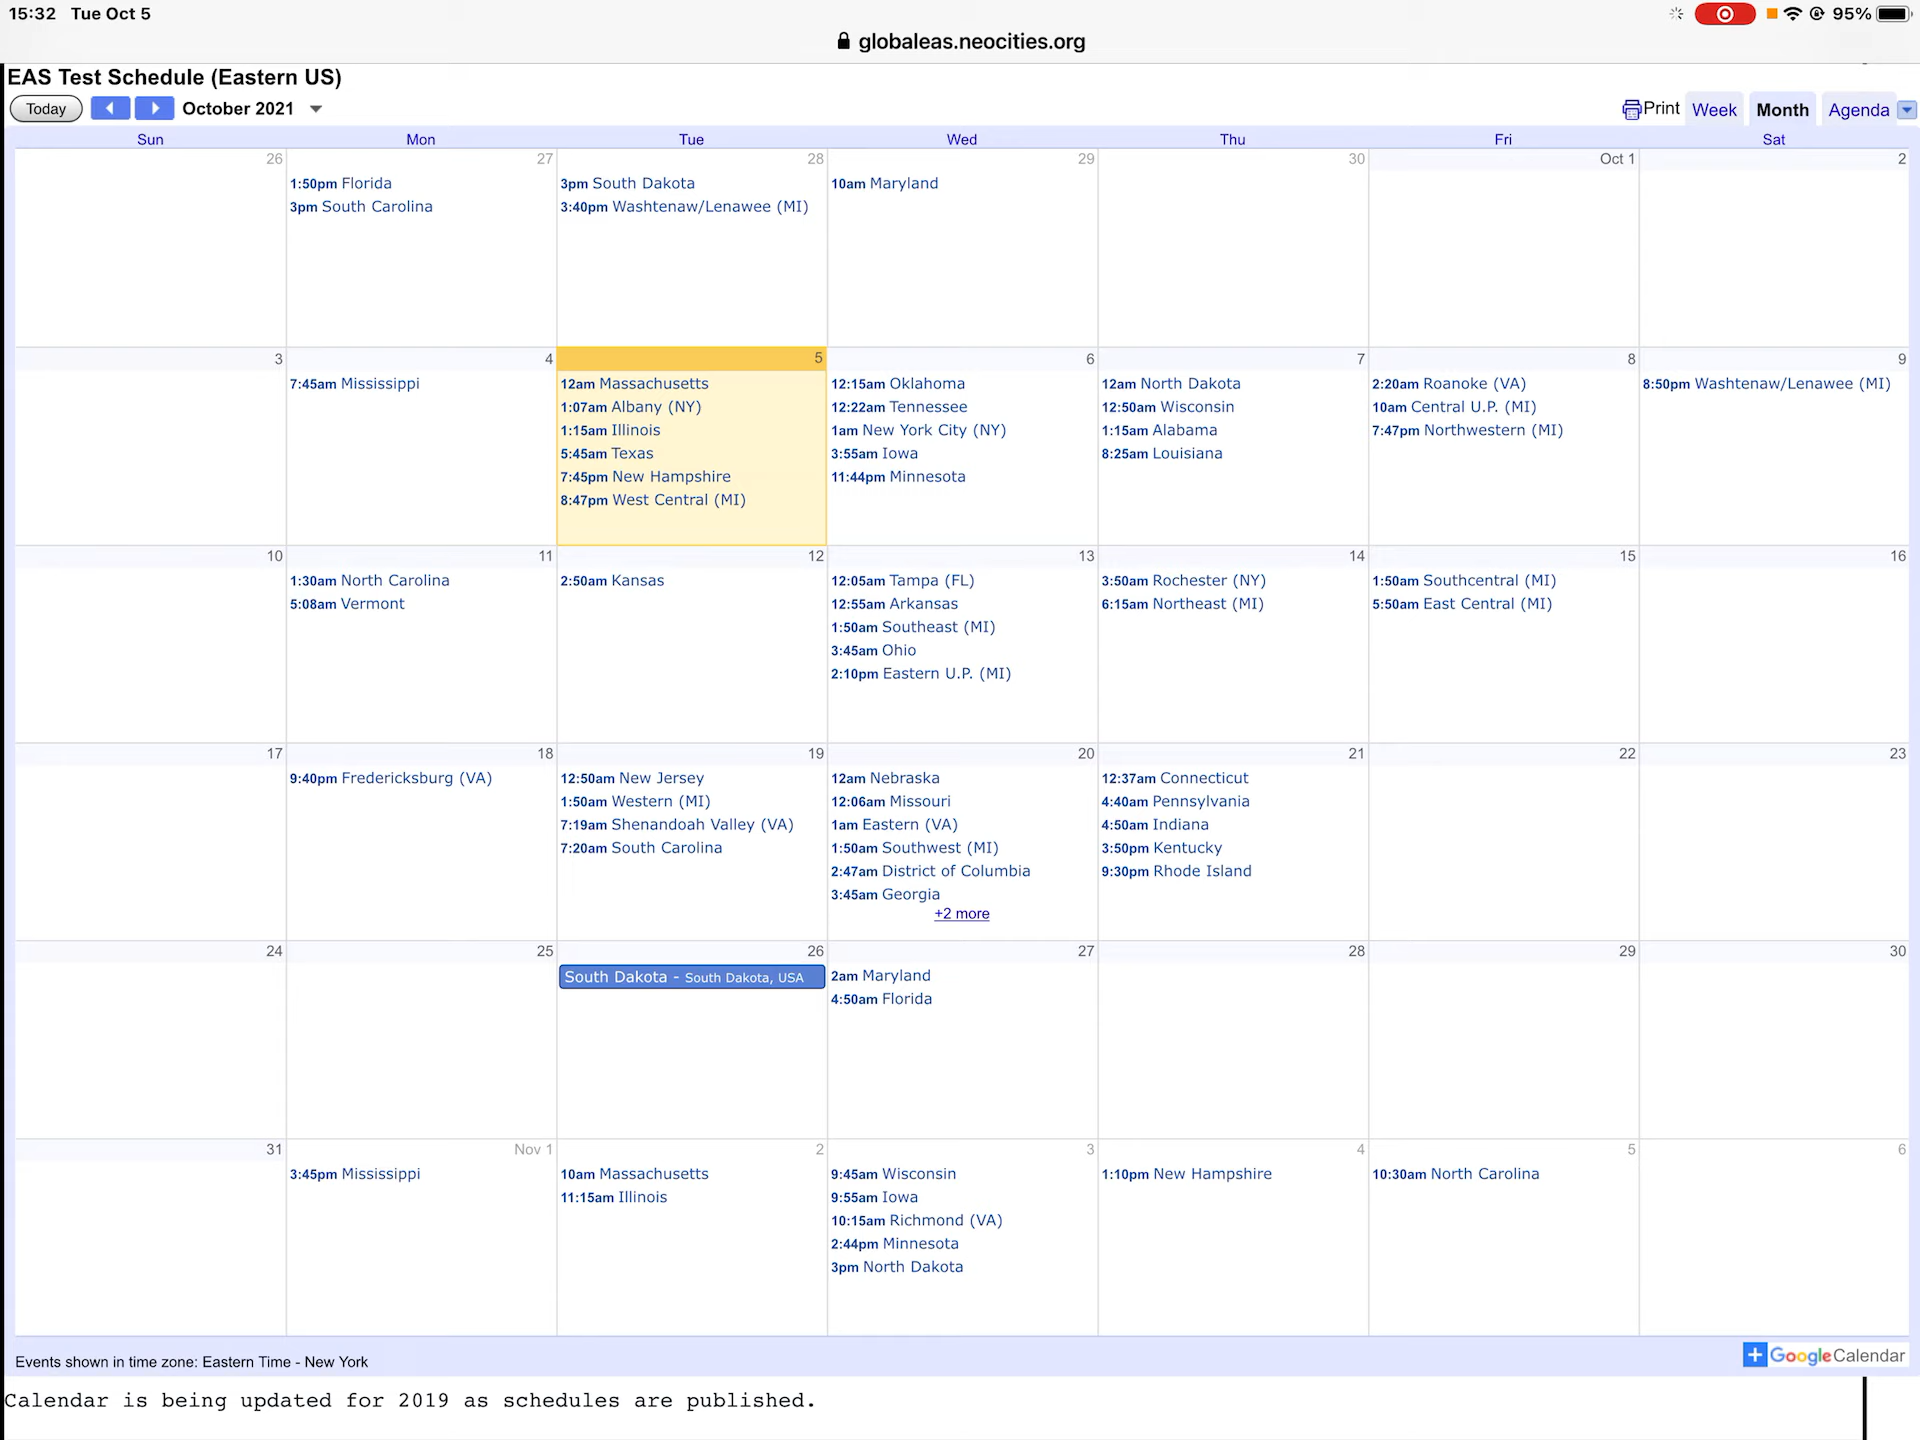 15:32 Tue Oct 5
95%
globaleas.neocities.org
EAS Test Schedule (Eastern US)
Today October 2021 Print Week Month Agenda
Sun Mon Tue Wed Thu Fri Sat
26 27 28 29 30 Oct 1 2
1:50pm Florida
3pm South Carolina
3pm South Dakota
3:40pm Washtenaw/Lenawee (MI)
10am Maryland
3 4 5 6 7 8 9
7:45am Mississippi
12am Massachusetts
1:07am Albany (NY)
1:15am Illinois
5:45am Texas
7:45pm New Hampshire
8:47pm West Central (MI)
12:15am Oklahoma
12:22am Tennessee
1am New York City (NY)
3:55am Iowa
11:44pm Minnesota
12am North Dakota
12:50am Wisconsin
1:15am Alabama
8:25am Louisiana
2:20am Roanoke (VA)
10am Central U.P. (MI)
7:47pm Northwestern (MI)
8:50pm Washtenaw/Lenawee (MI)
10 11 12 13 14 15 16
1:30am North Carolina
5:08am Vermont
2:50am Kansas
12:05am Tampa (FL)
12:55am Arkansas
1:50am Southeast (MI)
3:45am Ohio
2:10pm Eastern U.P. (MI)
3:50am Rochester (NY)
6:15am Northeast (MI)
1:50am Southcentral (MI)
5:50am East Central (MI)
17 18 19 20 21 22 23
9:40pm Fredericksburg (VA)
12:50am New Jersey
1:50am Western (MI)
7:19am Shenandoah Valley (VA)
7:20am South Carolina
12am Nebraska
12:06am Missouri
1am Eastern (VA)
1:50am Southwest (MI)
2:47am District of Columbia
3:45am Georgia
+2 more
12:37am Connecticut
4:40am Pennsylvania
4:50am Indiana
3:50pm Kentucky
9:30pm Rhode Island
24 25 26 27 28 29 30
South Dakota - South Dakota, USA
2am Maryland
4:50am Florida
31 Nov 1 2 3 4 5 6
3:45pm Mississippi
10am Massachusetts
11:15am Illinois
9:45am Wisconsin
9:55am Iowa
10:15am Richmond (VA)
2:44pm Minnesota
3pm North Dakota
1:10pm New Hampshire
10:30am North Carolina
Events shown in time zone: Eastern Time - New York
+ Google Calendar
Calendar is being updated for 2019 as schedules are published.